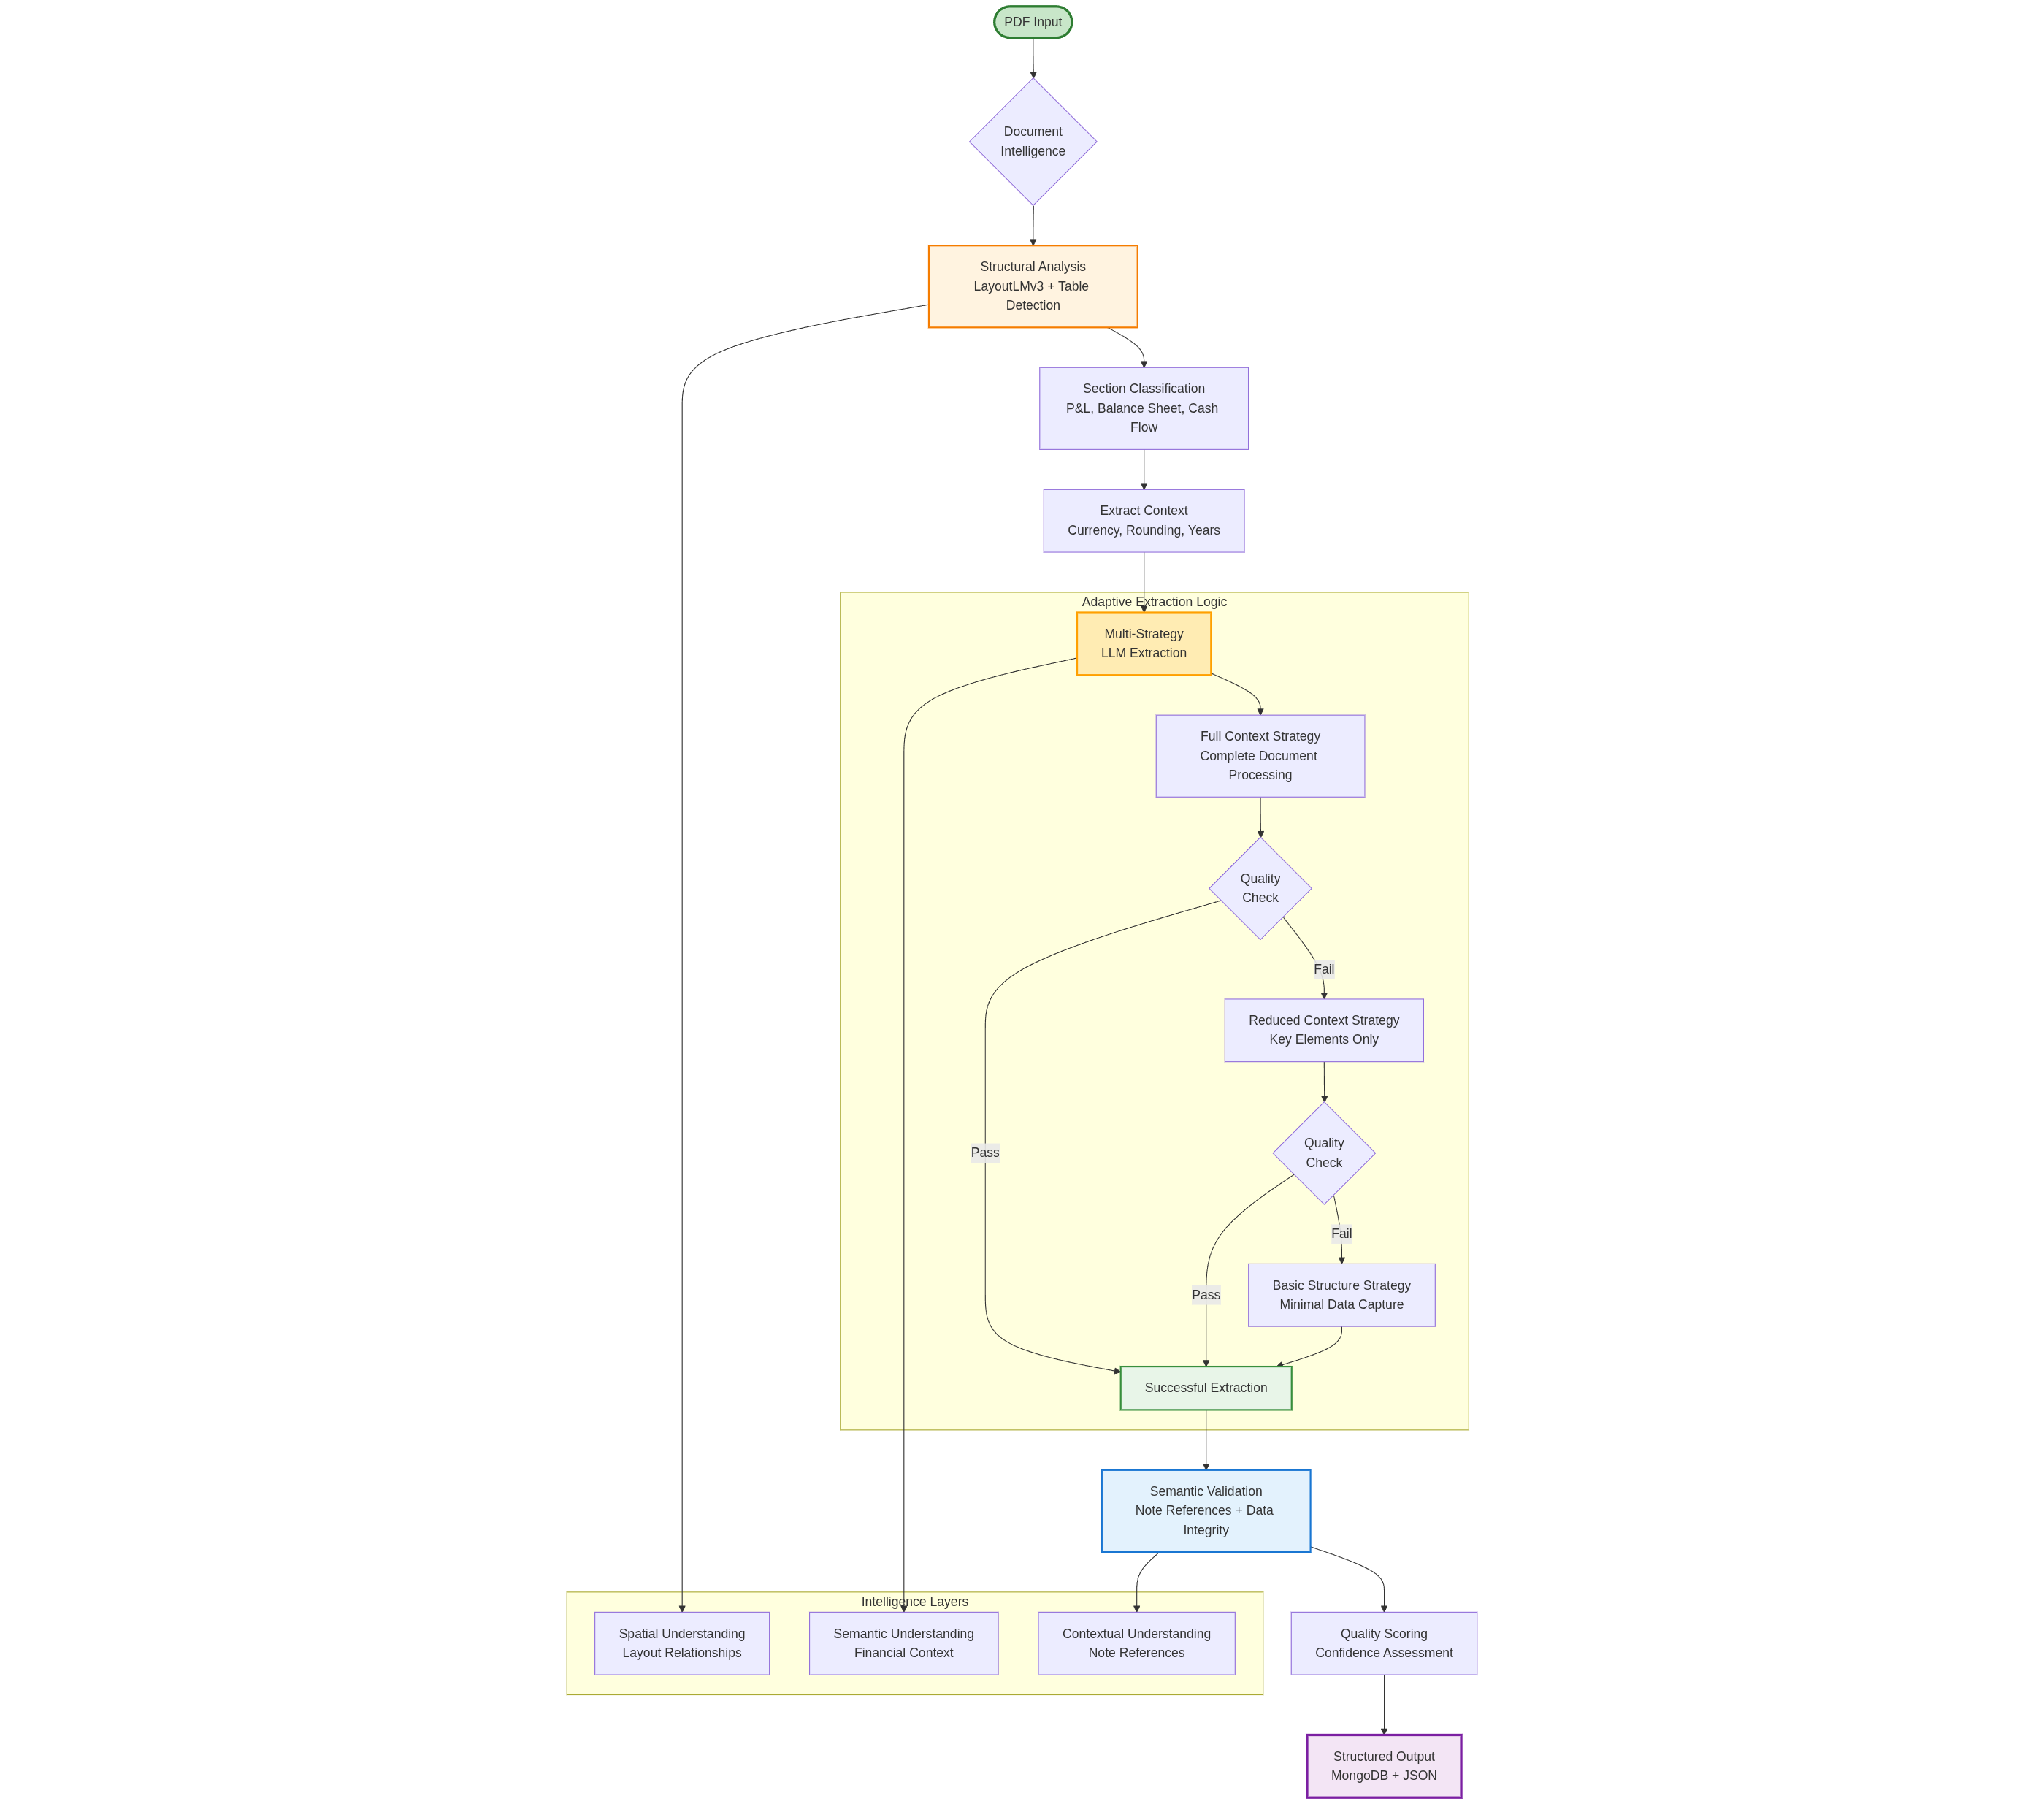 PDF Input
Document
Intelligence
Structural Analysis
LayoutLMv3 + Table
Detection
Section Classification
P&L, Balance Sheet, Cash
Flow
Extract Context
Currency, Rounding, Years
Adaptive Extraction Logic
Multi-Strategy
LLM Extraction
Full Context Strategy
Complete Document
Processing
Quality
Check
Fail
Reduced Context Strategy
Key Elements Only
Pass
Quality
Check
Fail
Pass
Basic Structure Strategy
Minimal Data Capture
Successful Extraction
Semantic Validation
Note References + Data
Integrity
Intelligence Layers
Spatial Understanding
Layout Relationships
Semantic Understanding
Financial Context
Contextual Understanding
Note References
Quality Scoring
Confidence Assessment
Structured Output
MongoDB + JSON